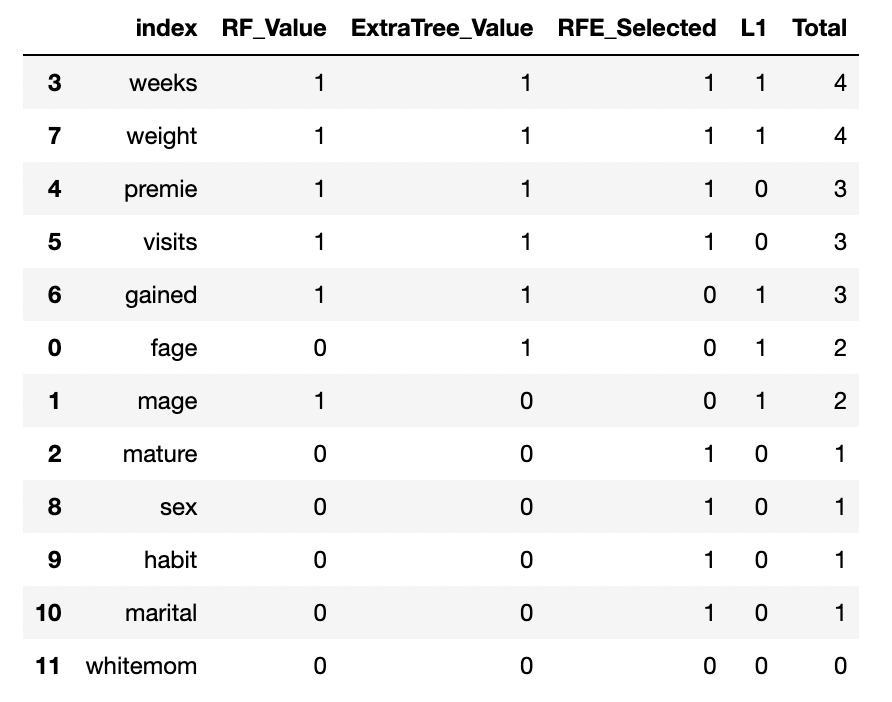 index RF_Value ExtraTree_Value RFE_Selected L1 Total
3 weeks 1 1 1 1 4
7 weight 1 1 1 1 4
4 premie 1 1 1 0 3
5 visits 1 1 1 0 3
6 gained 1 1 0 1 3
0 fage 0 1 0 1 2
1 mage 1 0 0 1 2
2 mature 0 0 1 0 1
8 sex 0 0 1 0 1
9 habit 0 0 1 0 1
10 marital 0 0 1 0 1
11 whitemom 0 0 0 0 0